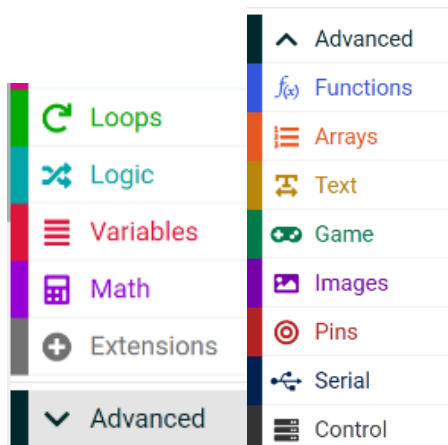 Loops
Logic
Variables
Math
Extensions
Advanced
Advanced
f(x) Functions
Arrays
Text
Game
Images
Pins
Serial
Control